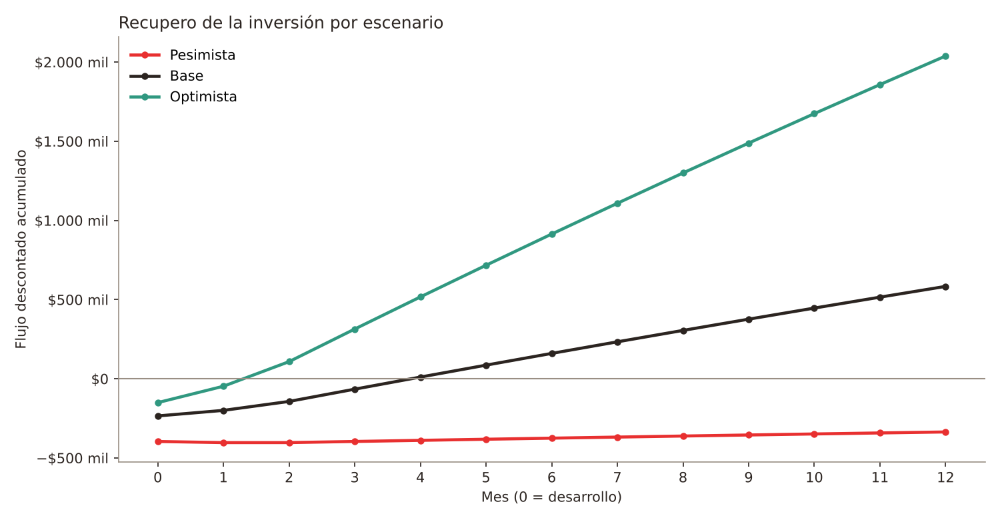 Recupero de la inversión por escenario
Pesimista
Base
Optimista
$2.000 mil
$1.500 mil
$1.000 mil
$500 mil
$0
−$500 mil
Flujo descontado acumulado
0 1 2 3 4 5 6 7 8 9 10 11 12
Mes (0 = desarrollo)